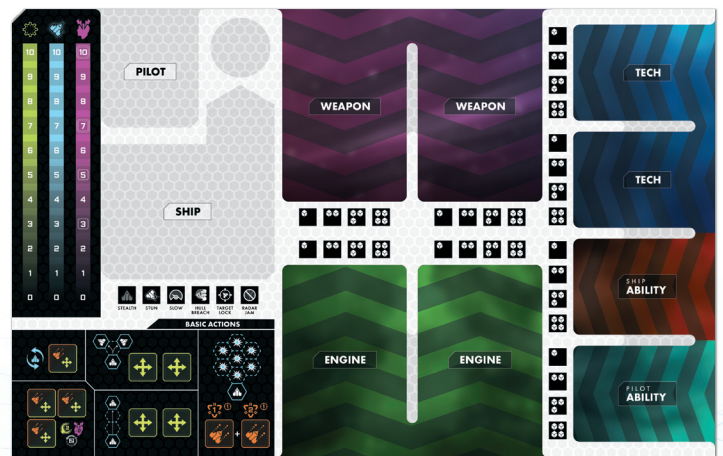 10 10 10
9 9 9
8 8 8
7 7 7
6 6 6
5 5 5
4 4 4
3 3 3
2 2 2
1 1 1
0 0 0
PILOT
SHIP
STEALTH
STUN
SLOW
HULL
BREACH
TARGET
LOCK
RADAR
JAM
BASIC ACTIONS
WEAPON
WEAPON
ENGINE
ENGINE
TECH
TECH
SHIP
ABILITY
PILOT
ABILITY